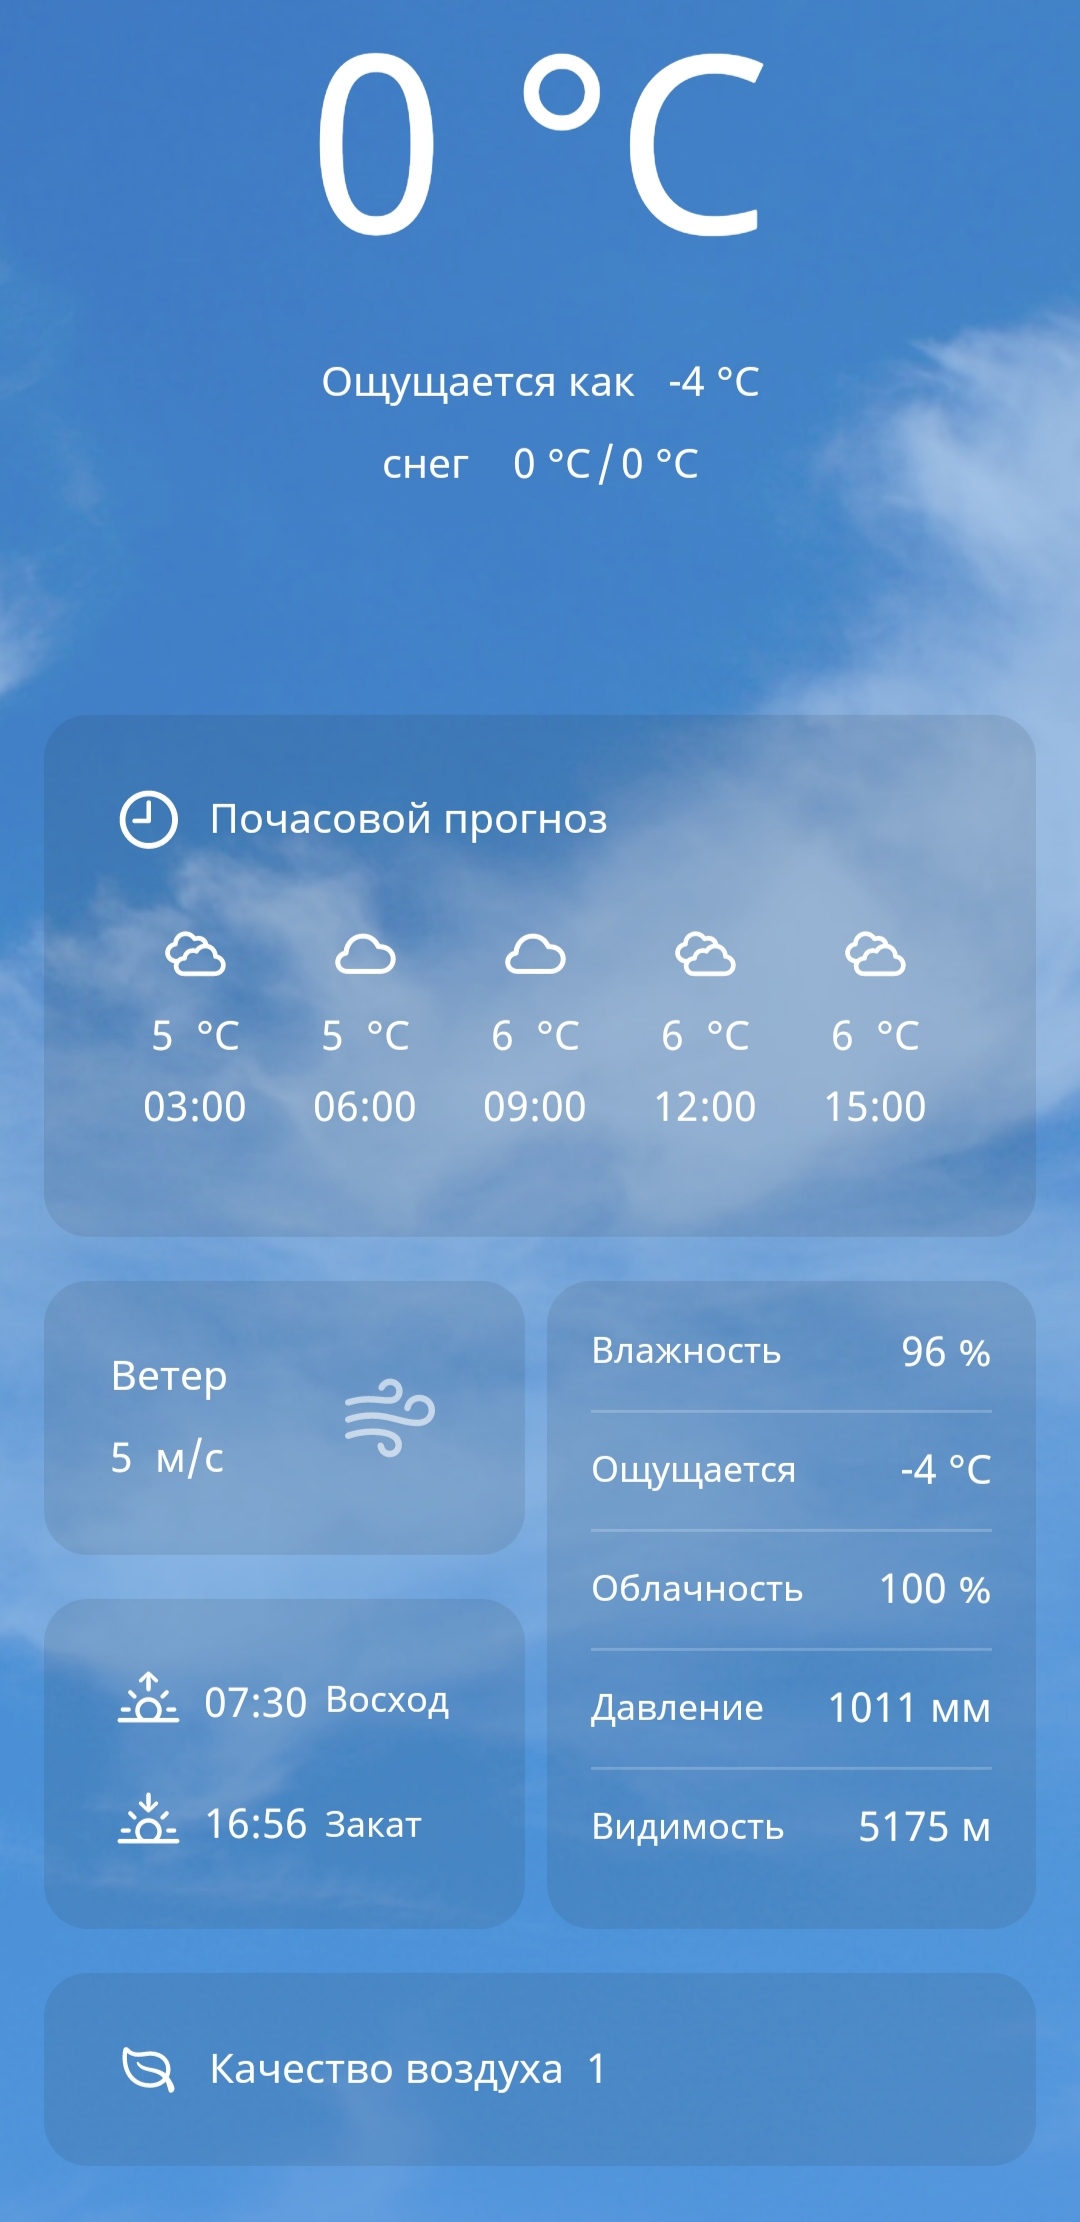 0 °C
Ощущается как -4 °C
снег 0 °C / 0 °C
Почасовой прогноз
5 °C 5 °C 6 °C 6 °C 6 °C
03:00 06:00 09:00 12:00 15:00
Ветер
5 м/с
07:30 Восход
16:56 Закат
Влажность 96 %
Ощущается -4 °C
Облачность 100 %
Давление 1011 мм
Видимость 5175 м
Качество воздуха 1